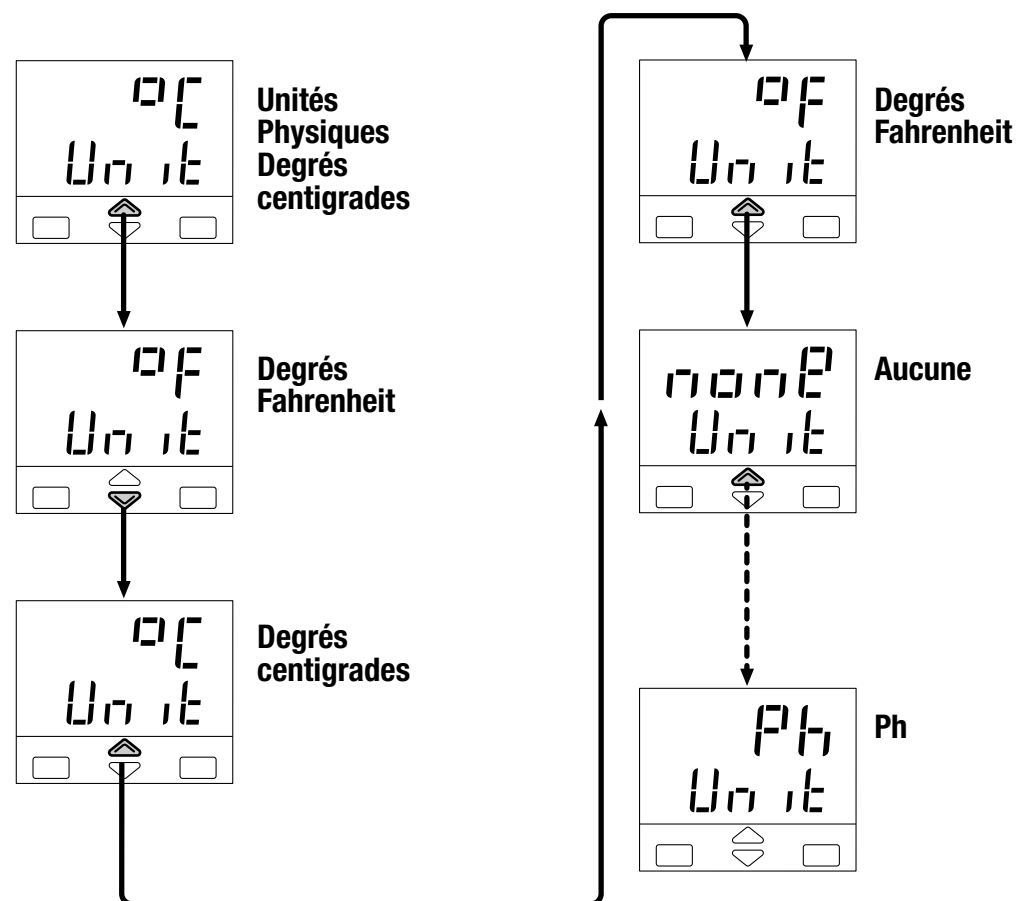 °C
Unit
Unités
Physiques
Degrés
centigrades
°F
Unit
Degrés
Fahrenheit
°C
Unit
Degrés
centigrades
°F
Unit
Degrés
Fahrenheit
nonE
Unit
Aucune
Ph
Unit
Ph